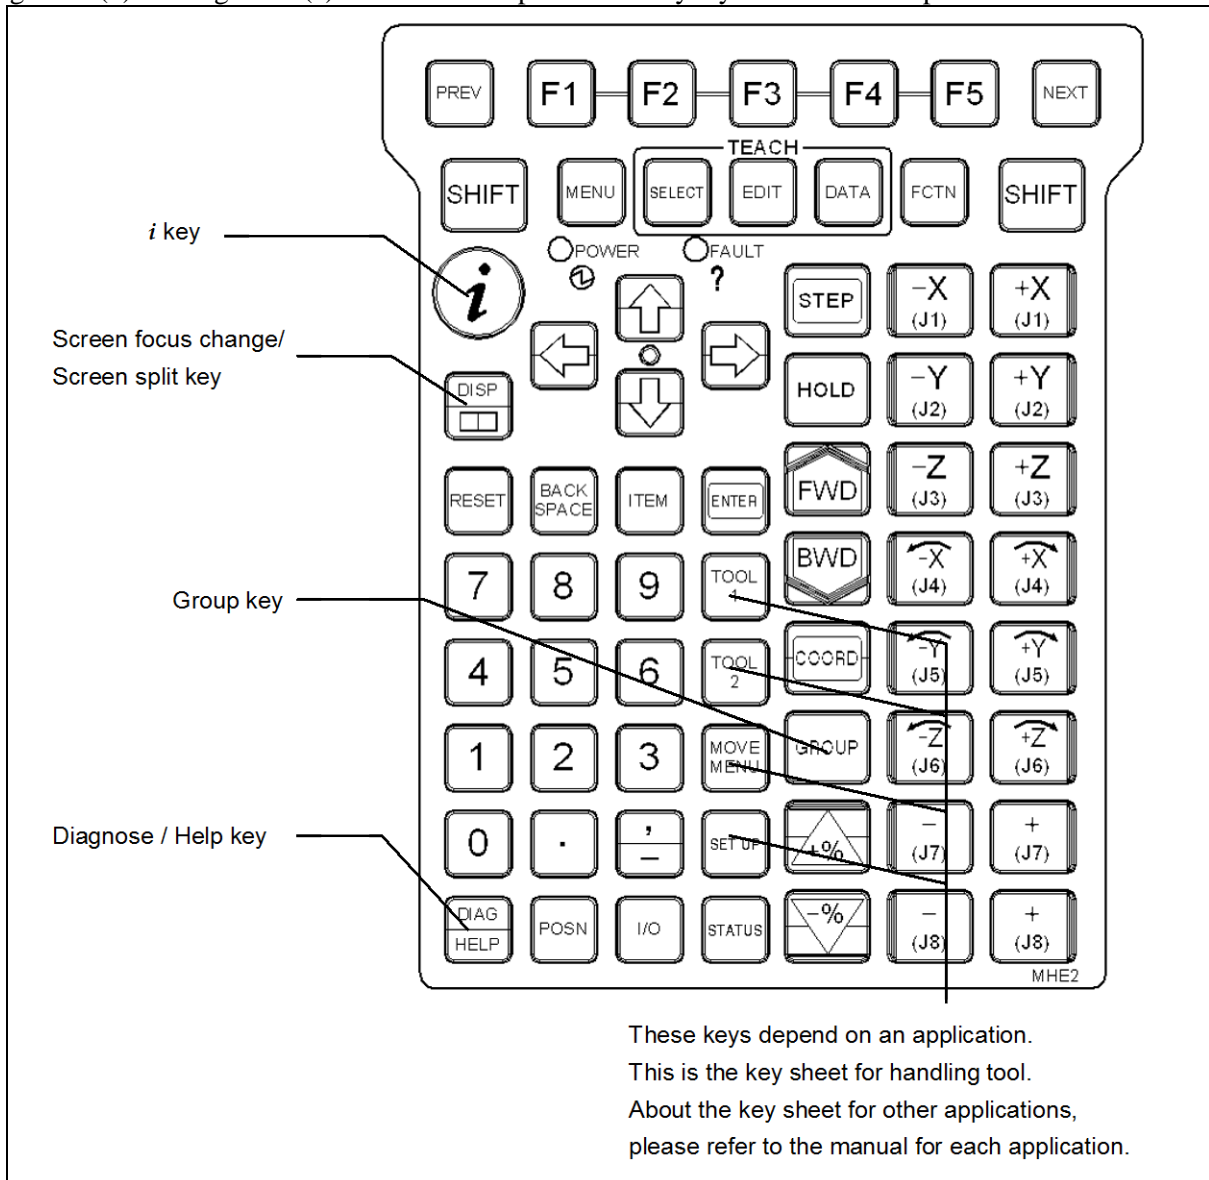 PREV F1 F2 F3 F4 F5 NEXT
TEACH
SHIFT MENU SELECT EDIT DATA FCTN SHIFT
i key
POWER FAULT
?
i
STEP -X (J1) +X (J1)
Screen focus change/
Screen split key
DISP
HOLD -Y (J2) +Y (J2)
RESET BACK SPACE ITEM ENTER FWD -Z (J3) +Z (J3)
7 8 9 TOOL 1 BWD -X (J4) +X (J4)
Group key
4 5 6 TOOL 2 COORD -Y (J5) +Y (J5)
1 2 3 MOVE MENU GROUP -Z (J6) +Z (J6)
Diagnose / Help key
0 . , - SET UP +% - (J7) + (J7)
DIAG HELP POSN I/O STATUS -% - (J8) + (J8)
MHE2
These keys depend on an application.
This is the key sheet for handling tool.
About the key sheet for other applications,
please refer to the manual for each application.